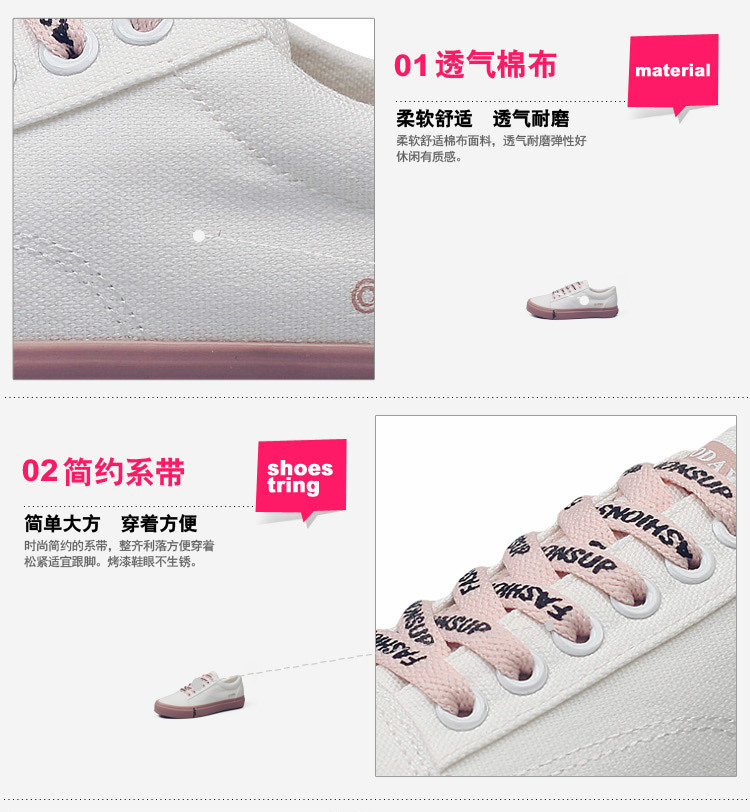 01 透气棉布
material
柔软舒适 透气耐磨
柔软舒适棉布面料，透气耐磨弹性好
休闲有质感。
02 简约系带
shoes
tring
简单大方 穿着方便
时尚简约的系带，整齐利落方便穿着
松紧适宜跟脚。烤漆鞋眼不生锈。
FASHIONSUP